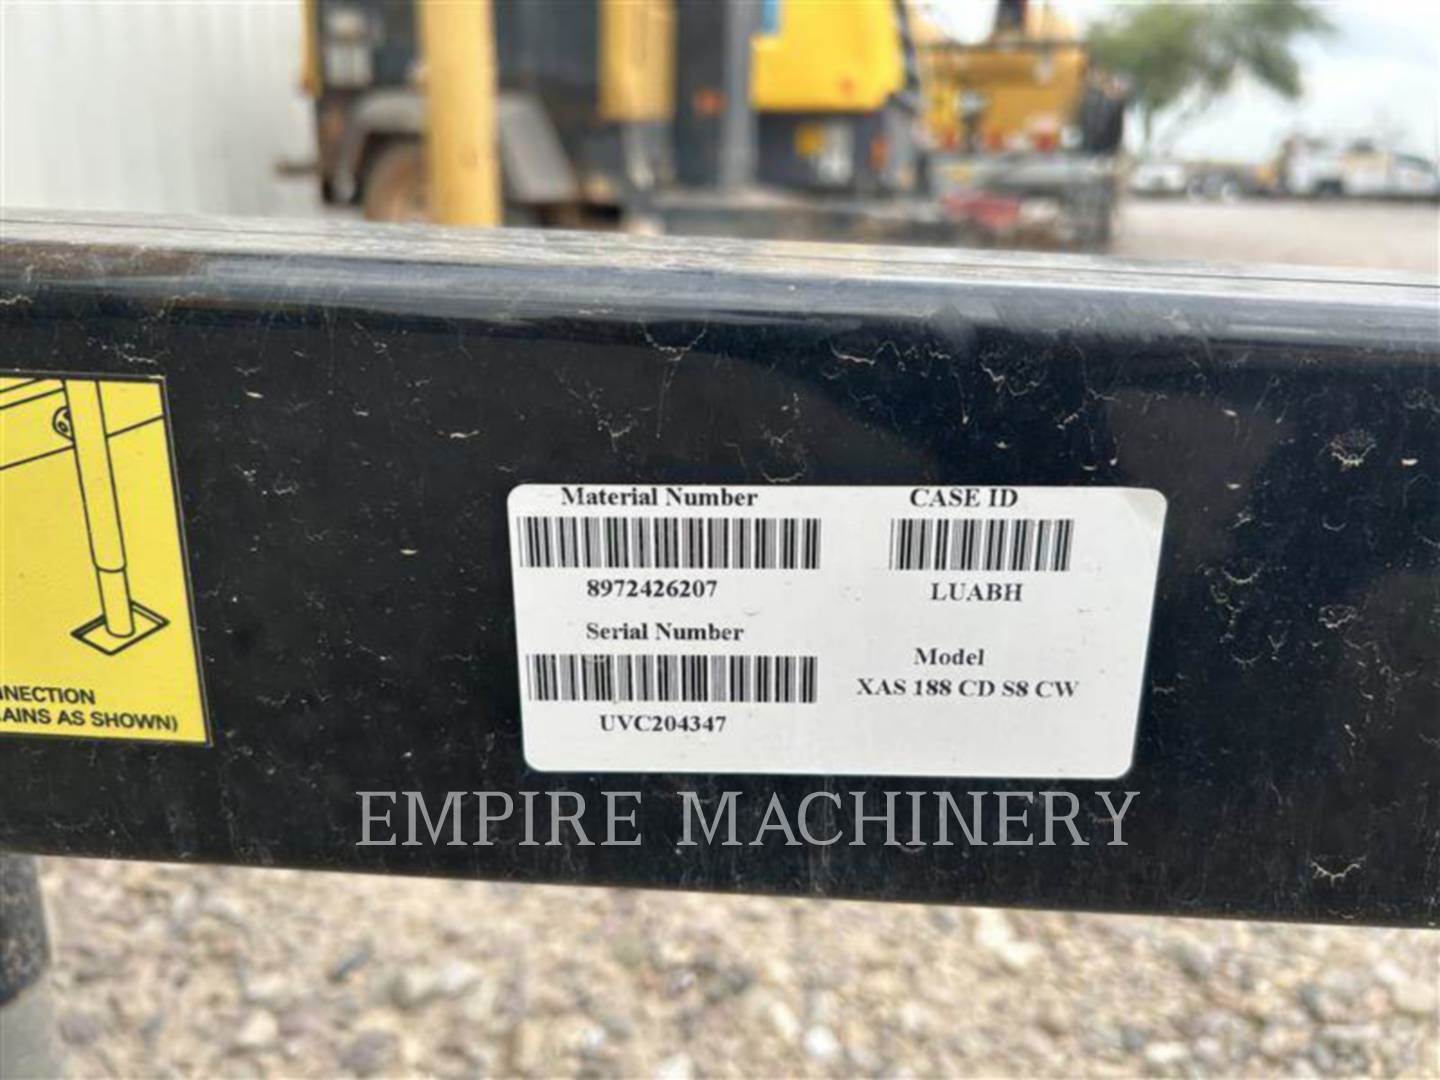 Material Number
CASE ID
8972426207
LUABH
Serial Number
Model
XAS 188 CD S8 CW
UVC204347
NNECTION
AINS AS SHOWN)
EMPIRE MACHINERY